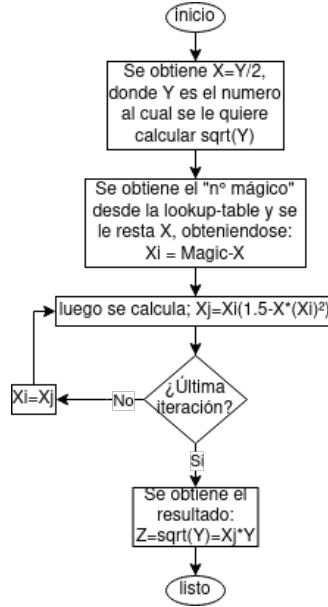 inicio
Se obtiene X=Y/2,
donde Y es el numero
al cual se le quiere
calcular sqrt(Y)
Se obtiene el "nº mágico"
desde la lookup-table y se
le resta X, obteniendose:
Xi = Magic-X
luego se calcula; Xj=Xi(1.5-X*(Xi)²)
¿Última
iteración?
No
Xi=Xj
Si
Se obtiene el
resultado:
Z=sqrt(Y)=Xj*Y
listo